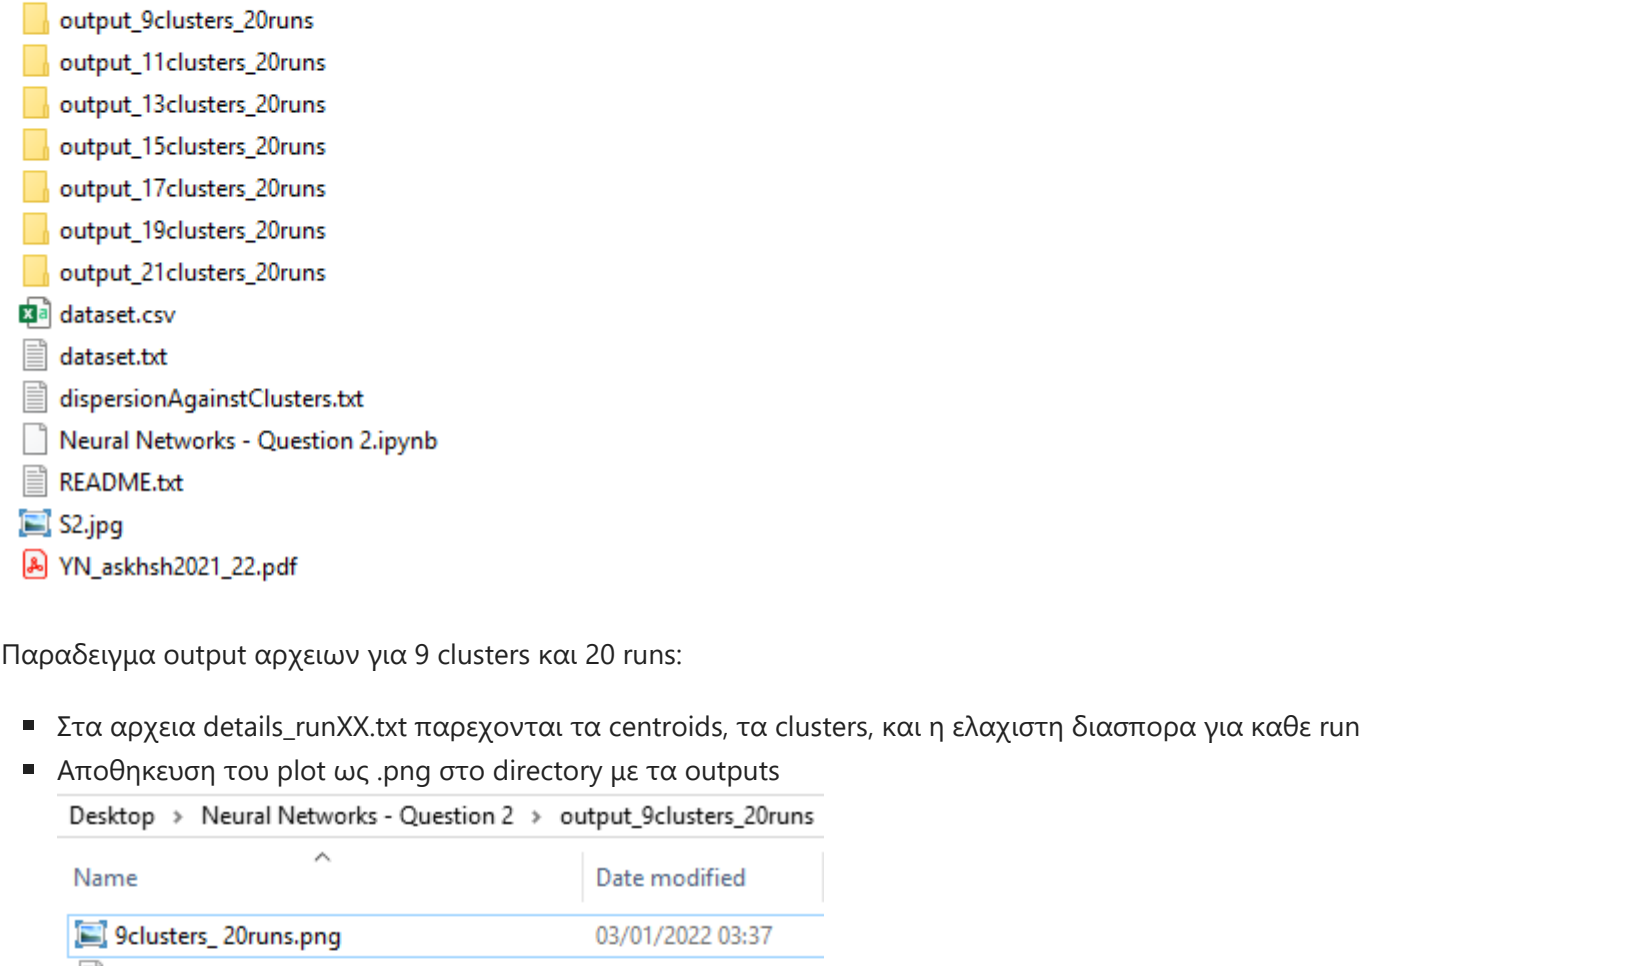 output_9clusters_20runs
output_11clusters_20runs
output_13clusters_20runs
output_15clusters_20runs
output_17clusters_20runs
output_19clusters_20runs
output_21clusters_20runs
dataset.csv
dataset.txt
dispersionAgainstClusters.txt
Neural Networks - Question 2.ipynb
README.txt
S2.jpg
YN_askhsh2021_22.pdf
Παραδειγμα output αρχειων για 9 clusters και 20 runs:
▪ Στα αρχεια details_runXX.txt παρεχονται τα centroids, τα clusters, και η ελαχιστη διασπορα για καθε run
▪ Αποθηκευση του plot ως .png στο directory με τα outputs
Desktop > Neural Networks - Question 2 > output_9clusters_20runs
Name Date modified
9clusters_ 20runs.png 03/01/2022 03:37